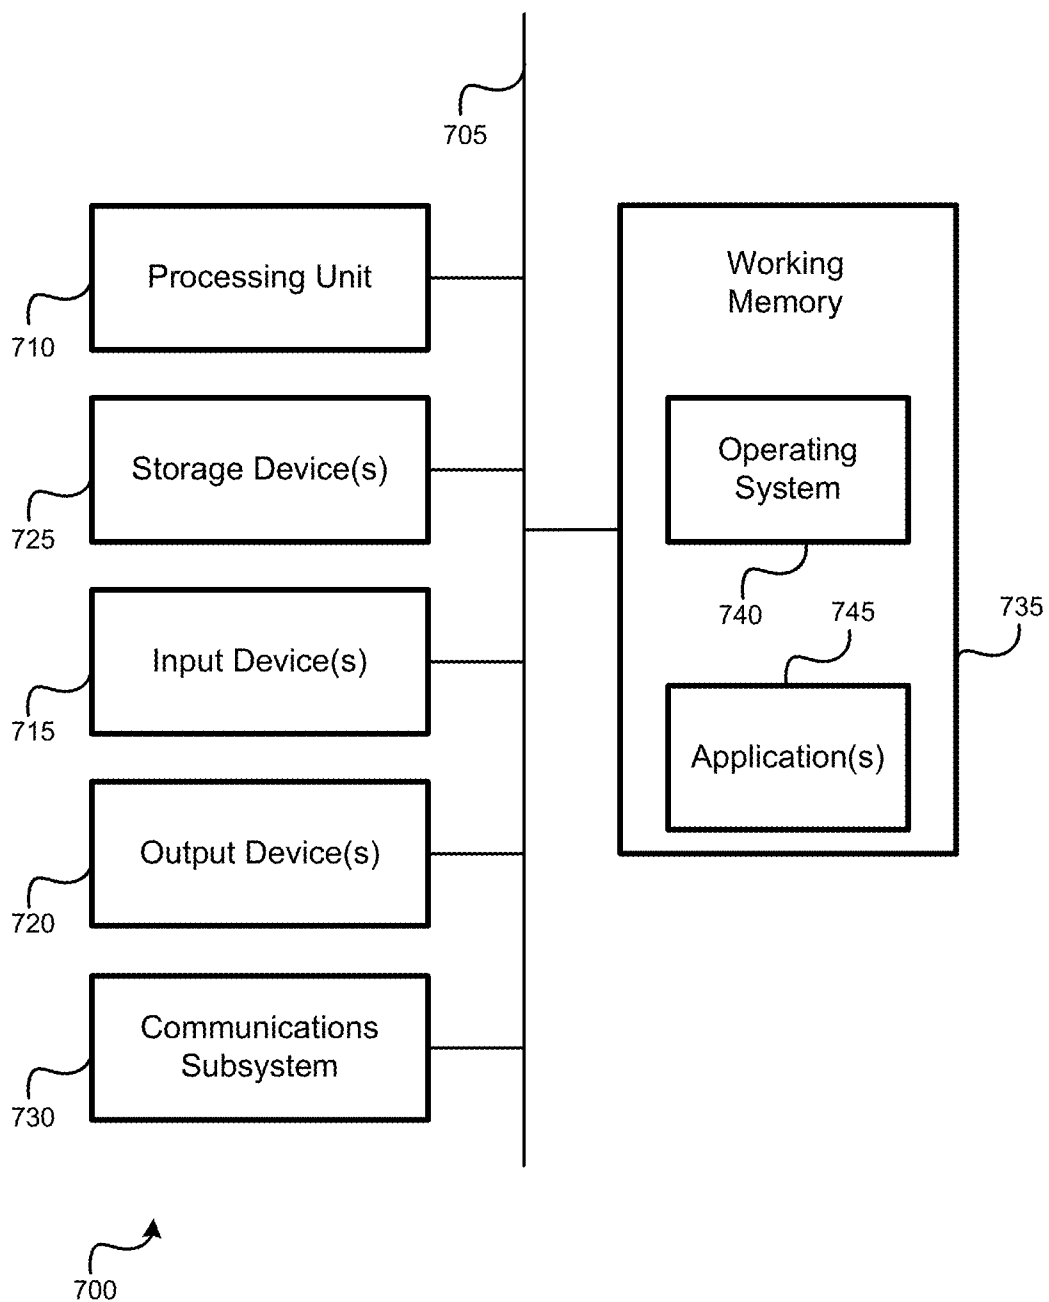 705
Processing Unit
710
Storage Device(s)
725
Input Device(s)
715
Output Device(s)
720
Communications
Subsystem
730
Working
Memory
Operating
System
740
745
735
Application(s)
700